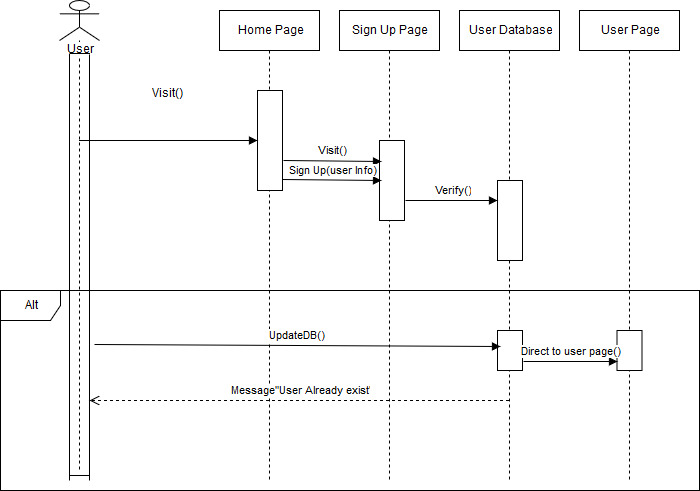 User
Home Page
Sign Up Page
User Database
User Page
Visit()
Visit()
Sign Up(user Info)
Verify()
Alt
UpdateDB()
Direct to user page()
Message"User Already exist'